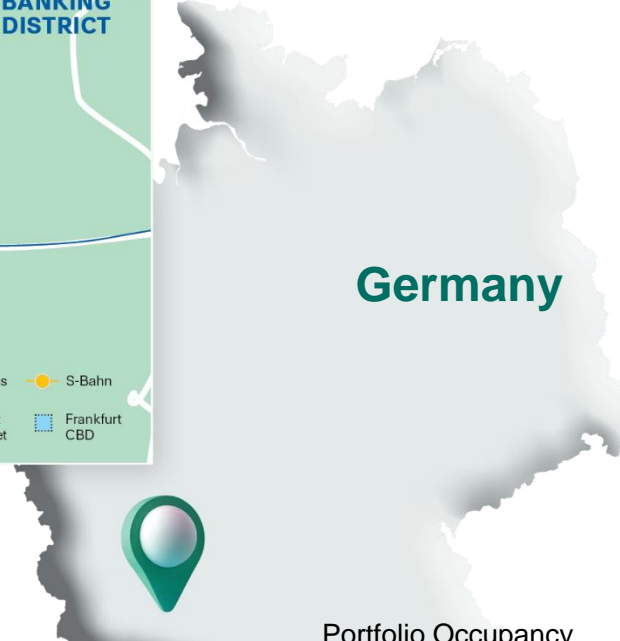 BANKING
DISTRICT
Germany
S-Bahn
Frankfurt
CBD
Portfolio Occupancy